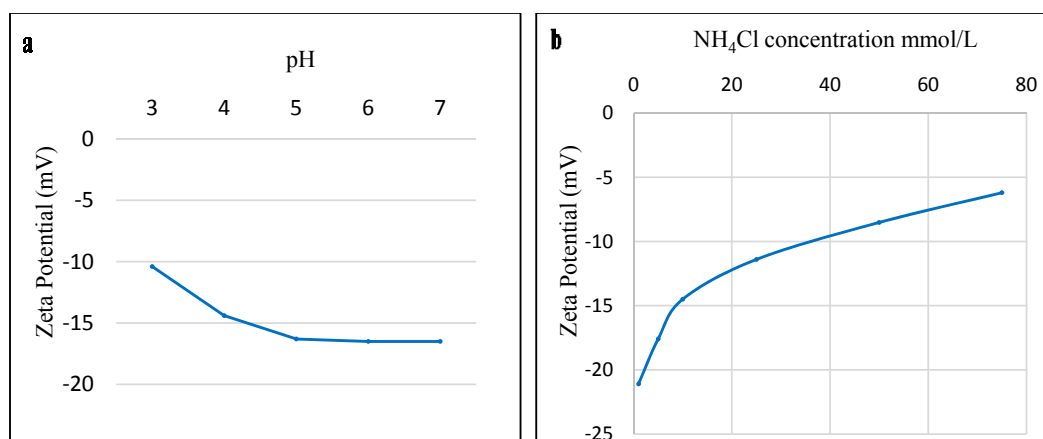 a
pH
3 4 5 6 7
0
-5
-10
-15
-20
Zeta Potential (mV)
b
NH₄Cl concentration mmol/L
0 20 40 60 80
0
-5
-10
-15
-20
-25
Zeta Potential (mV)